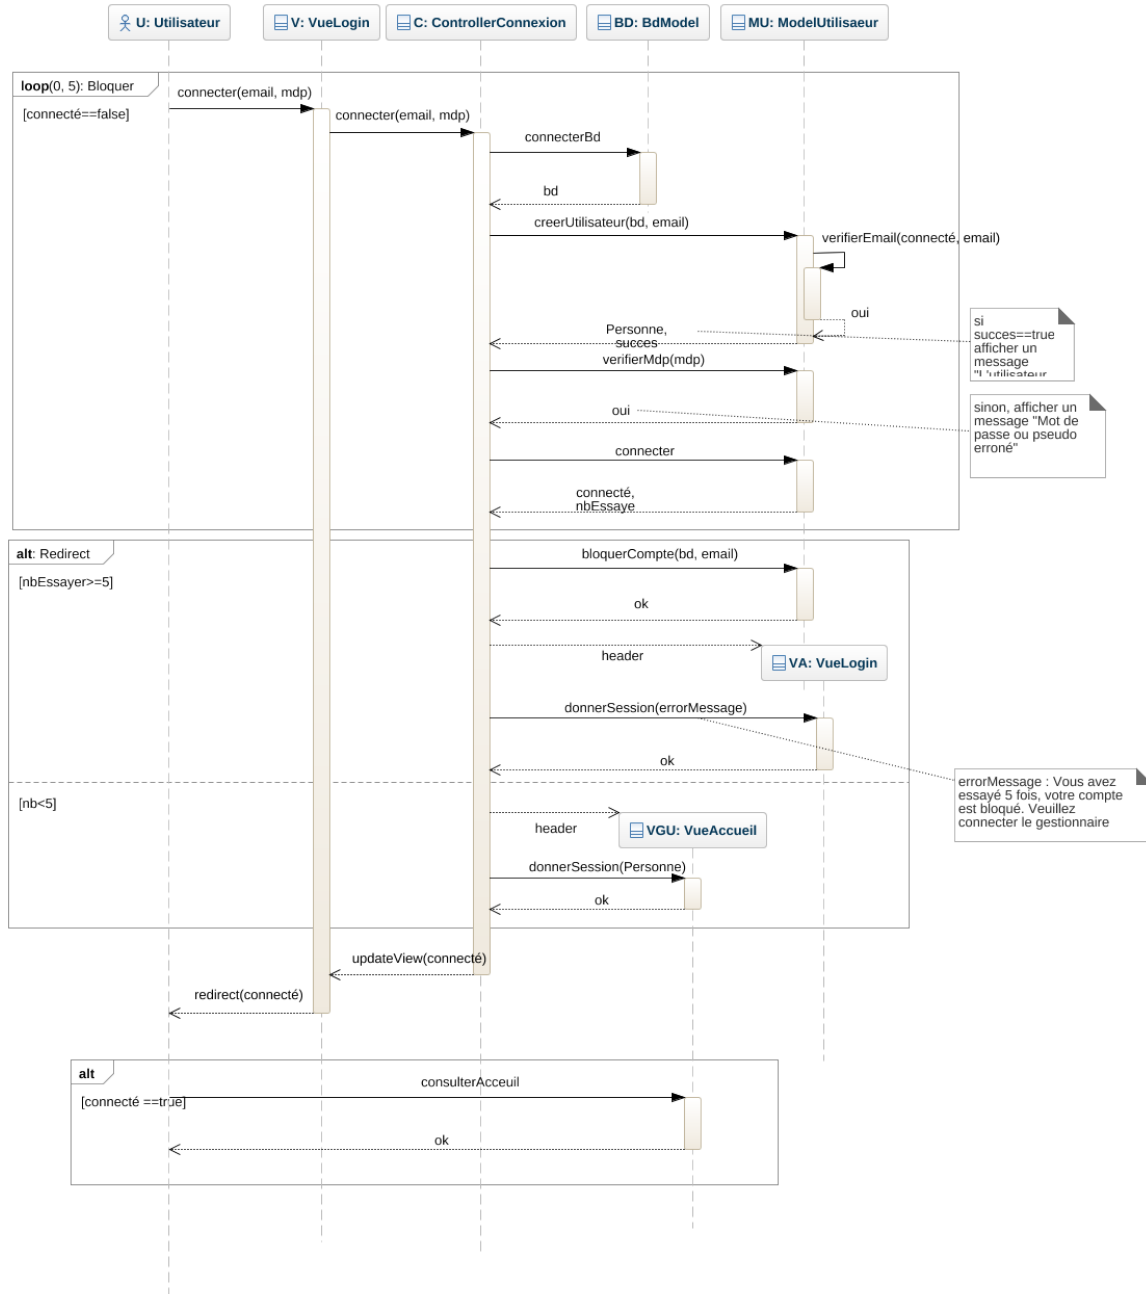 U: Utilisateur
V: VueLogin
C: ControllerConnexion
BD: BdModel
MU: ModelUtilisaeur
loop(0, 5): Bloquer
[connecté==false]
connecter(email, mdp)
connecter(email, mdp)
connecterBd
bd
creerUtilisateur(bd, email)
verifierEmail(connecté, email)
oui
Personne,
succes
si
succes==true
afficher un
message
"L'utilisateur
verifierMdp(mdp)
oui
sinon, afficher un
message "Mot de
passe ou pseudo
erroné"
connecter
connecté,
nbEssaye
alt: Redirect
[nbEssayer>=5]
bloquerCompte(bd, email)
ok
header
VA: VueLogin
donnerSession(errorMessage)
ok
errorMessage : Vous avez
essayé 5 fois, votre compte
est bloqué. Veuillez
connecter le gestionnaire
[nb<5]
header
VGU: VueAccueil
donnerSession(Personne)
ok
updateView(connecté)
redirect(connecté)
alt
[connecté ==true]
consulterAcceuil
ok